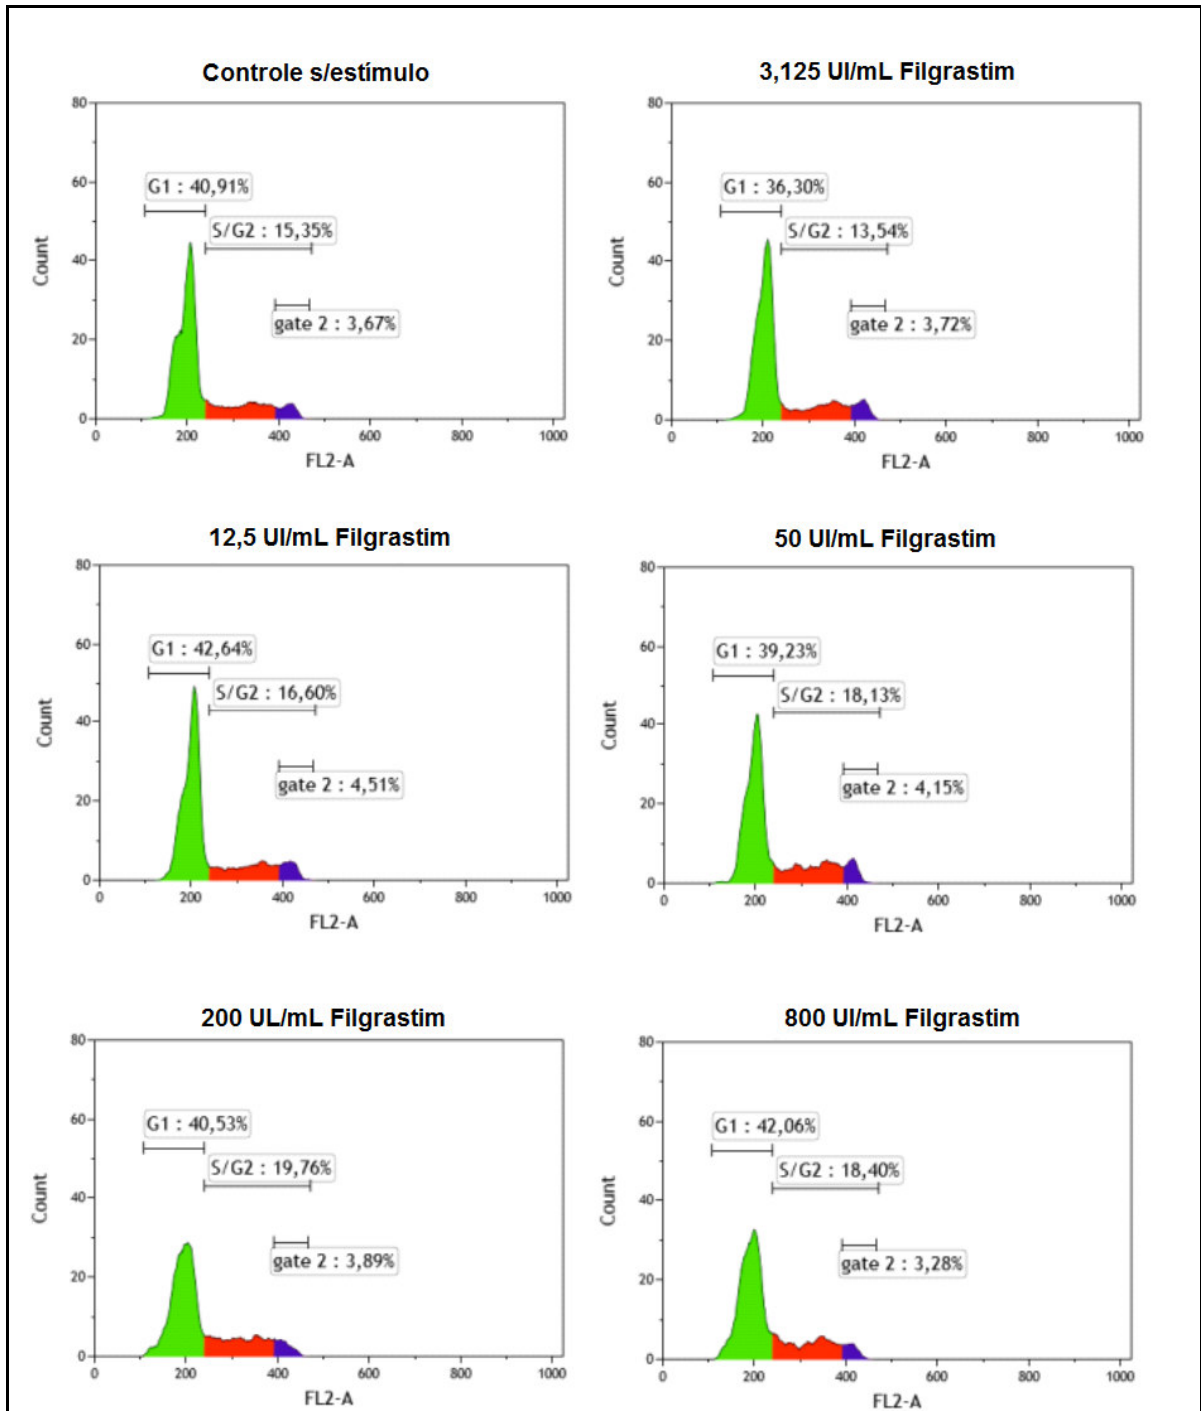 Controle s/estímulo
80
60
40
20
0
Count
G1 : 40,91%
S/G2 : 15,35%
gate 2 : 3,67%
0 200 400 600 800 1000
FL2-A
3,125 UI/mL Filgrastim
80
60
40
20
0
Count
G1 : 36,30%
S/G2 : 13,54%
gate 2 : 3,72%
0 200 400 600 800 1000
FL2-A
12,5 UI/mL Filgrastim
80
60
40
20
0
Count
G1 : 42,64%
S/G2 : 16,60%
gate 2 : 4,51%
0 200 400 600 800 1000
FL2-A
50 UI/mL Filgrastim
80
60
40
20
0
Count
G1 : 39,23%
S/G2 : 18,13%
gate 2 : 4,15%
0 200 400 600 800 1000
FL2-A
200 UL/mL Filgrastim
80
60
40
20
0
Count
G1 : 40,53%
S/G2 : 19,76%
gate 2 : 3,89%
0 200 400 600 800 1000
FL2-A
800 UI/mL Filgrastim
80
60
40
20
0
Count
G1 : 42,06%
S/G2 : 18,40%
gate 2 : 3,28%
0 200 400 600 800 1000
FL2-A